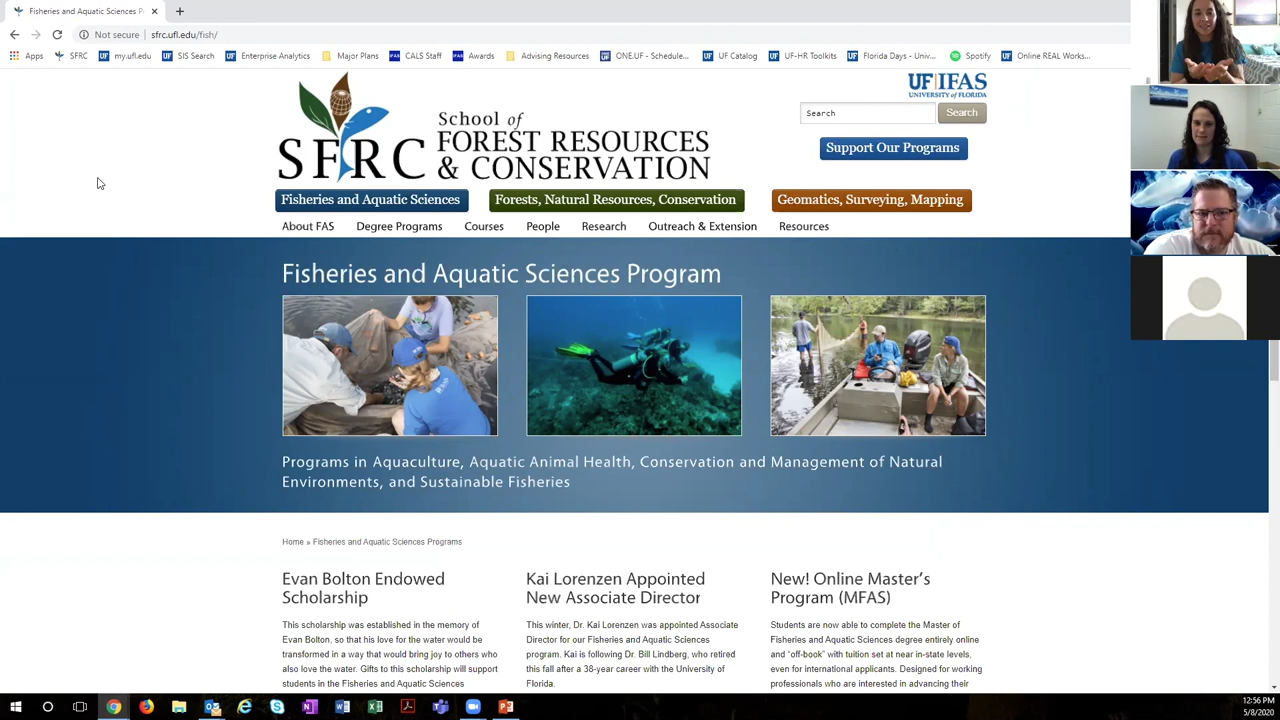 Fisheries and Aquatic Sciences P
Not secure | sfrc.ufl.edu/fish/
Apps SFRC my.ufl.edu SIS Search Enterprise Analytics Major Plans CALS Staff Awards Advising Resources ONE.UF - Schedule... UF Catalog UF-HR Toolkits Florida Days - Univ... Spotify Online REAL Works...
UF|IFAS
UNIVERSITY of FLORIDA
SFRC
School of
FOREST RESOURCES
& CONSERVATION
Search Search
Support Our Programs
Fisheries and Aquatic Sciences Forests, Natural Resources, Conservation Geomatics, Surveying, Mapping
About FAS Degree Programs Courses People Research Outreach & Extension Resources
Fisheries and Aquatic Sciences Program
Programs in Aquaculture, Aquatic Animal Health, Conservation and Management of Natural
Environments, and Sustainable Fisheries
Home » Fisheries and Aquatic Sciences Programs
Evan Bolton Endowed
Scholarship
This scholarship was established in the memory of
Evan Bolton, so that his love for the water would be
transformed in a way that would bring joy to others who
also love the water. Gifts to this scholarship will support
students in the Fisheries and Aquatic Sciences
Kai Lorenzen Appointed
New Associate Director
This winter, Dr. Kai Lorenzen was appointed Associate
Director for our Fisheries and Aquatic Sciences
program. Kai is following Dr. Bill Lindberg, who retired
this fall after a 38-year career with the University of
Florida.
New! Online Master's
Program (MFAS)
Students are now able to complete the Master of
Fisheries and Aquatic Sciences degree entirely online
and "off-book" with tuition set at near in-state levels,
even for international applicants. Designed for working
professionals who are interested in advancing their
12:56 PM
5/8/2020